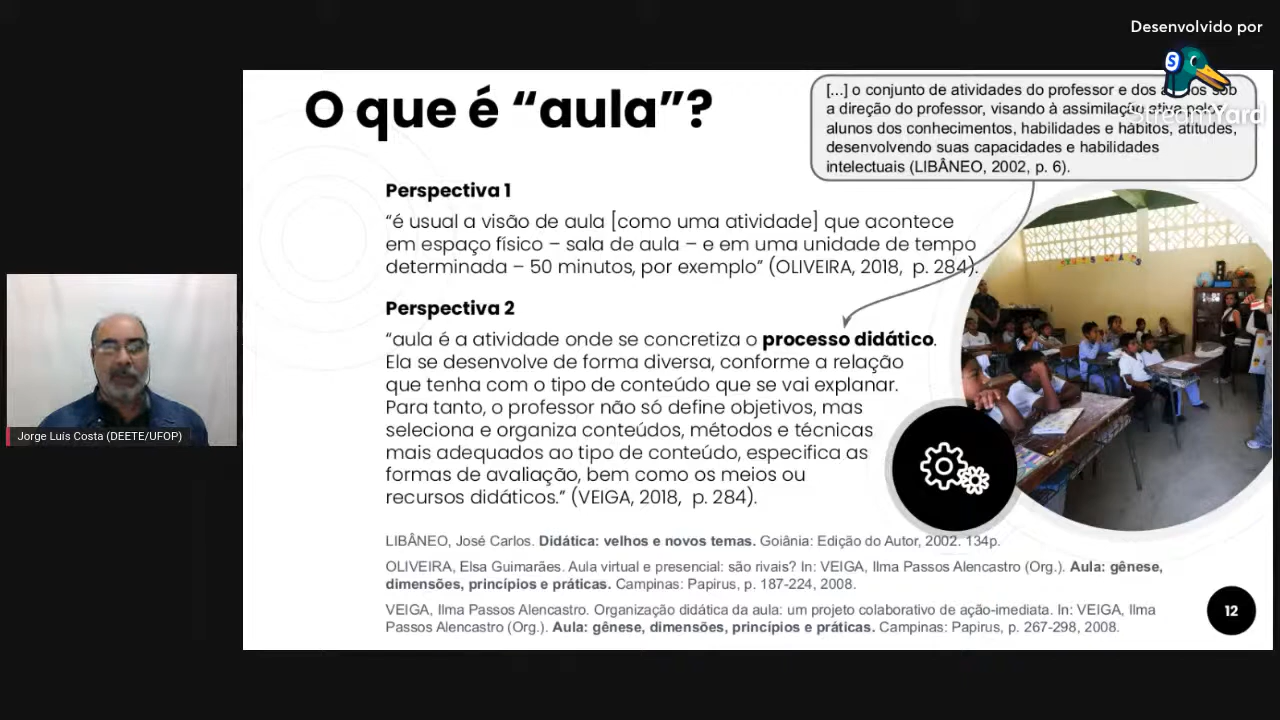 Desenvolvido por
S
StreamYard
O que é “aula”?
[...] o conjunto de atividades do professor e dos alunos sob
a direção do professor, visando à assimilação ativa pelos
alunos dos conhecimentos, habilidades e hábitos, atitudes,
desenvolvendo suas capacidades e habilidades
intelectuais (LIBÂNEO, 2002, p. 6).
Perspectiva 1
“é usual a visão de aula [como uma atividade] que acontece
em espaço físico – sala de aula – e em uma unidade de tempo
determinada – 50 minutos, por exemplo” (OLIVEIRA, 2018, p. 284).
Perspectiva 2
“aula é a atividade onde se concretiza o processo didático.
Ela se desenvolve de forma diversa, conforme a relação
que tenha com o tipo de conteúdo que se vai explanar.
Para tanto, o professor não só define objetivos, mas
seleciona e organiza conteúdos, métodos e técnicas
mais adequados ao tipo de conteúdo, especifica as
formas de avaliação, bem como os meios ou
recursos didáticos.” (VEIGA, 2018, p. 284).
Jorge Luís Costa (DEETE/UFOP)
LIBÂNEO, José Carlos. Didática: velhos e novos temas. Goiânia: Edição do Autor, 2002. 134p.
OLIVEIRA, Elsa Guimarães. Aula virtual e presencial: são rivais? In: VEIGA, Ilma Passos Alencastro (Org.). Aula: gênese,
dimensões, princípios e práticas. Campinas: Papirus, p. 187-224, 2008.
VEIGA, Ilma Passos Alencastro. Organização didática da aula: um projeto colaborativo de ação-imediata. In: VEIGA, Ilma
Passos Alencastro (Org.). Aula: gênese, dimensões, princípios e práticas. Campinas: Papirus, p. 267-298, 2008.
12